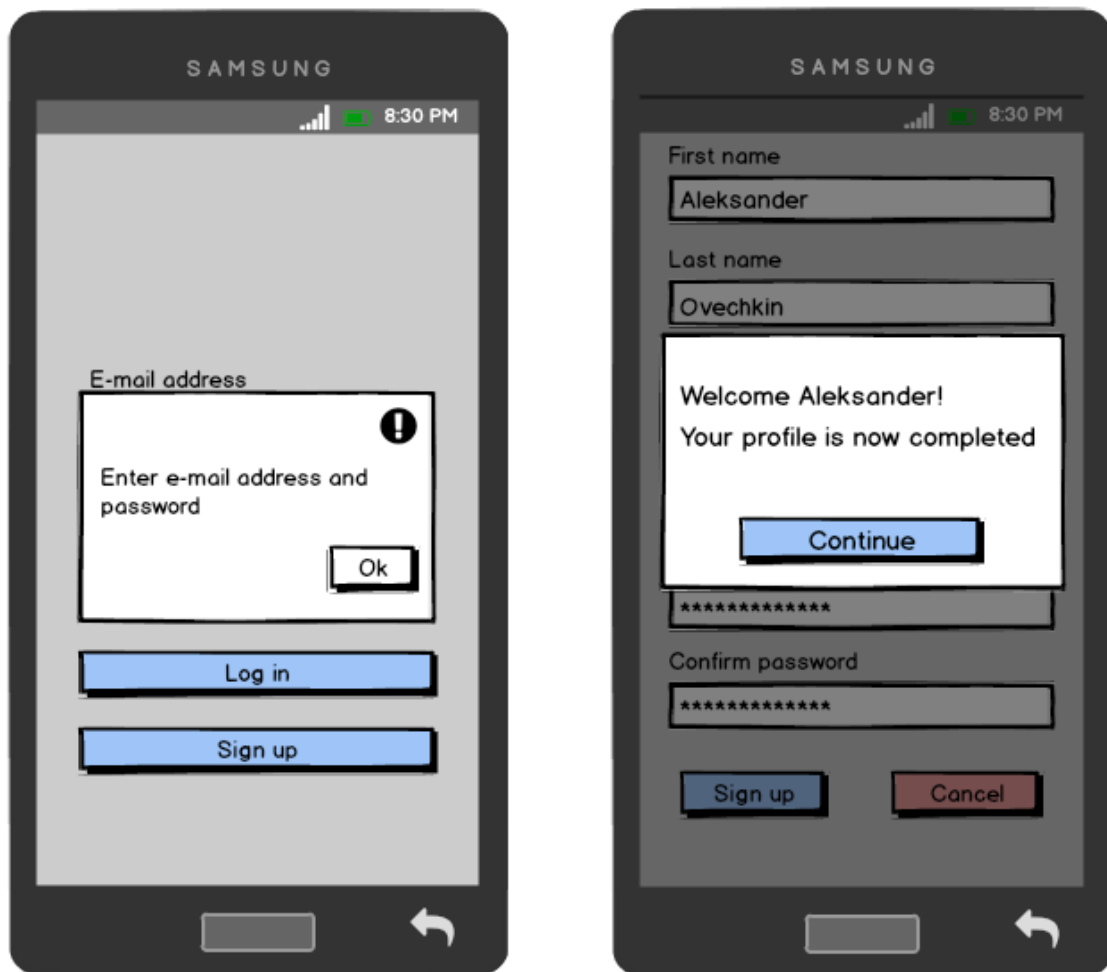 SAMSUNG
8:30 PM
E-mail address
Enter e-mail address and
password
Ok
Log in
Sign up
SAMSUNG
8:30 PM
First name
Aleksander
Last name
Ovechkin
Welcome Aleksander!
Your profile is now completed
Continue
*************
Confirm password
*************
Sign up
Cancel